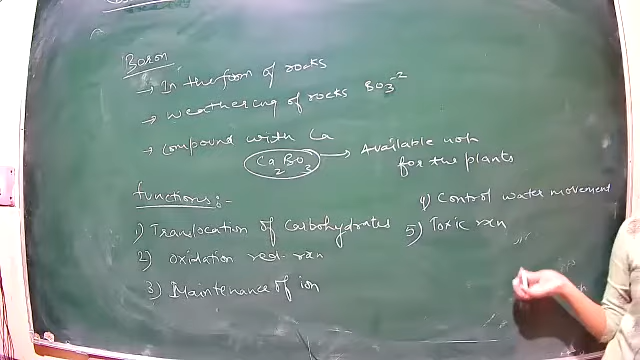 Boron
→ In the form of rocks
→ Weathering of rocks BO3-2
→ Compound with Ca
Ca2BO3 → Available not
for the plants
functions:-
1) Translocation of Carbohydrates
2) Oxidation red. rxn
3) Maintenance of ion
4) Control water movement
5) Toxic rxn